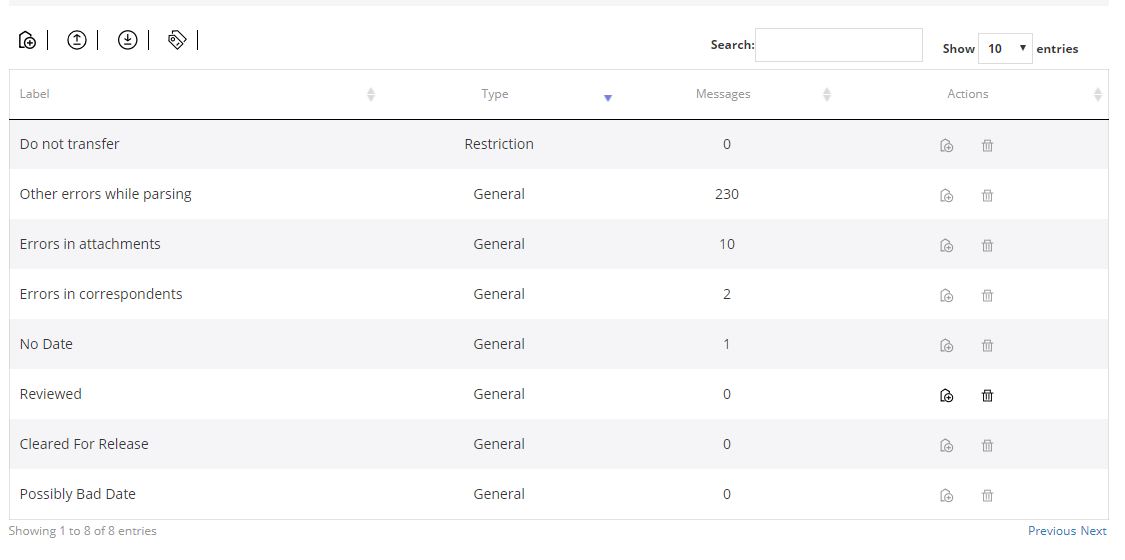 Search: Show 10 entries
Label Type Messages Actions
Do not transfer Restriction 0
Other errors while parsing General 230
Errors in attachments General 10
Errors in correspondents General 2
No Date General 1
Reviewed General 0
Cleared For Release General 0
Possibly Bad Date General 0
Showing 1 to 8 of 8 entries Previous Next